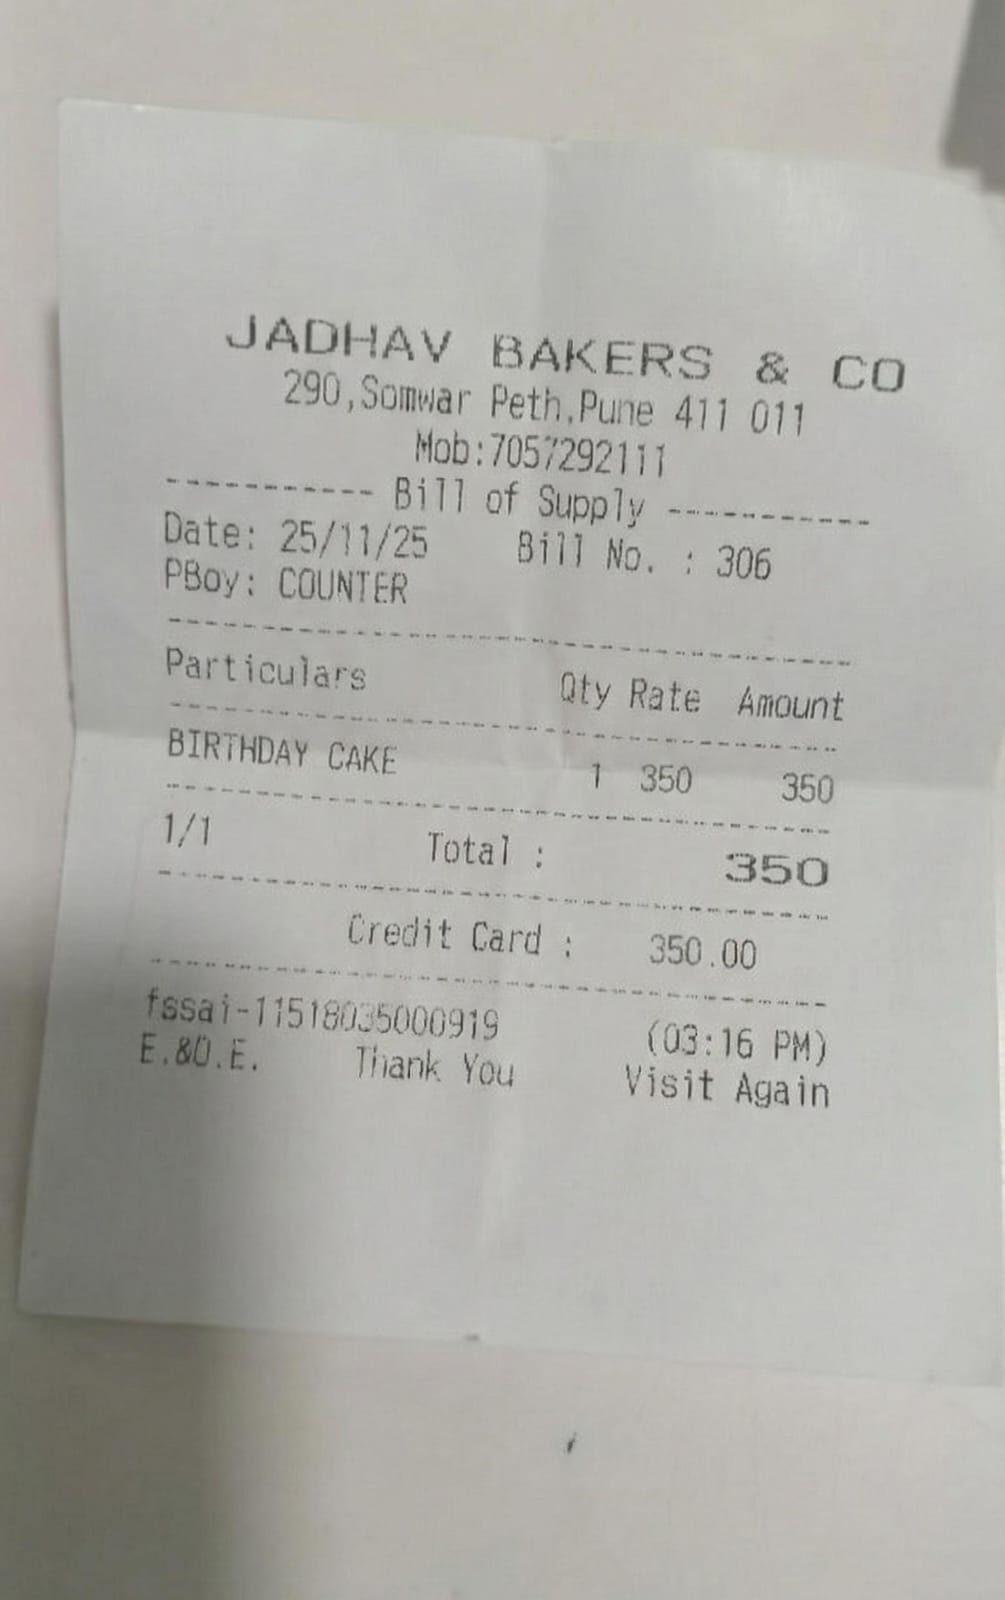 JADHAV BAKERS & CO
290,Somwar Peth,Pune 411 011
Mob:7057292111
----------- Bill of Supply -----------
Date: 25/11/25 Bill No. : 306
PBoy: COUNTER
Particulars Qty Rate Amount
BIRTHDAY CAKE 1 350 350
1/1 Total : 350
Credit Card : 350.00
fssai-11518035000919 (03:16 PM)
E.&O.E. Thank You Visit Again